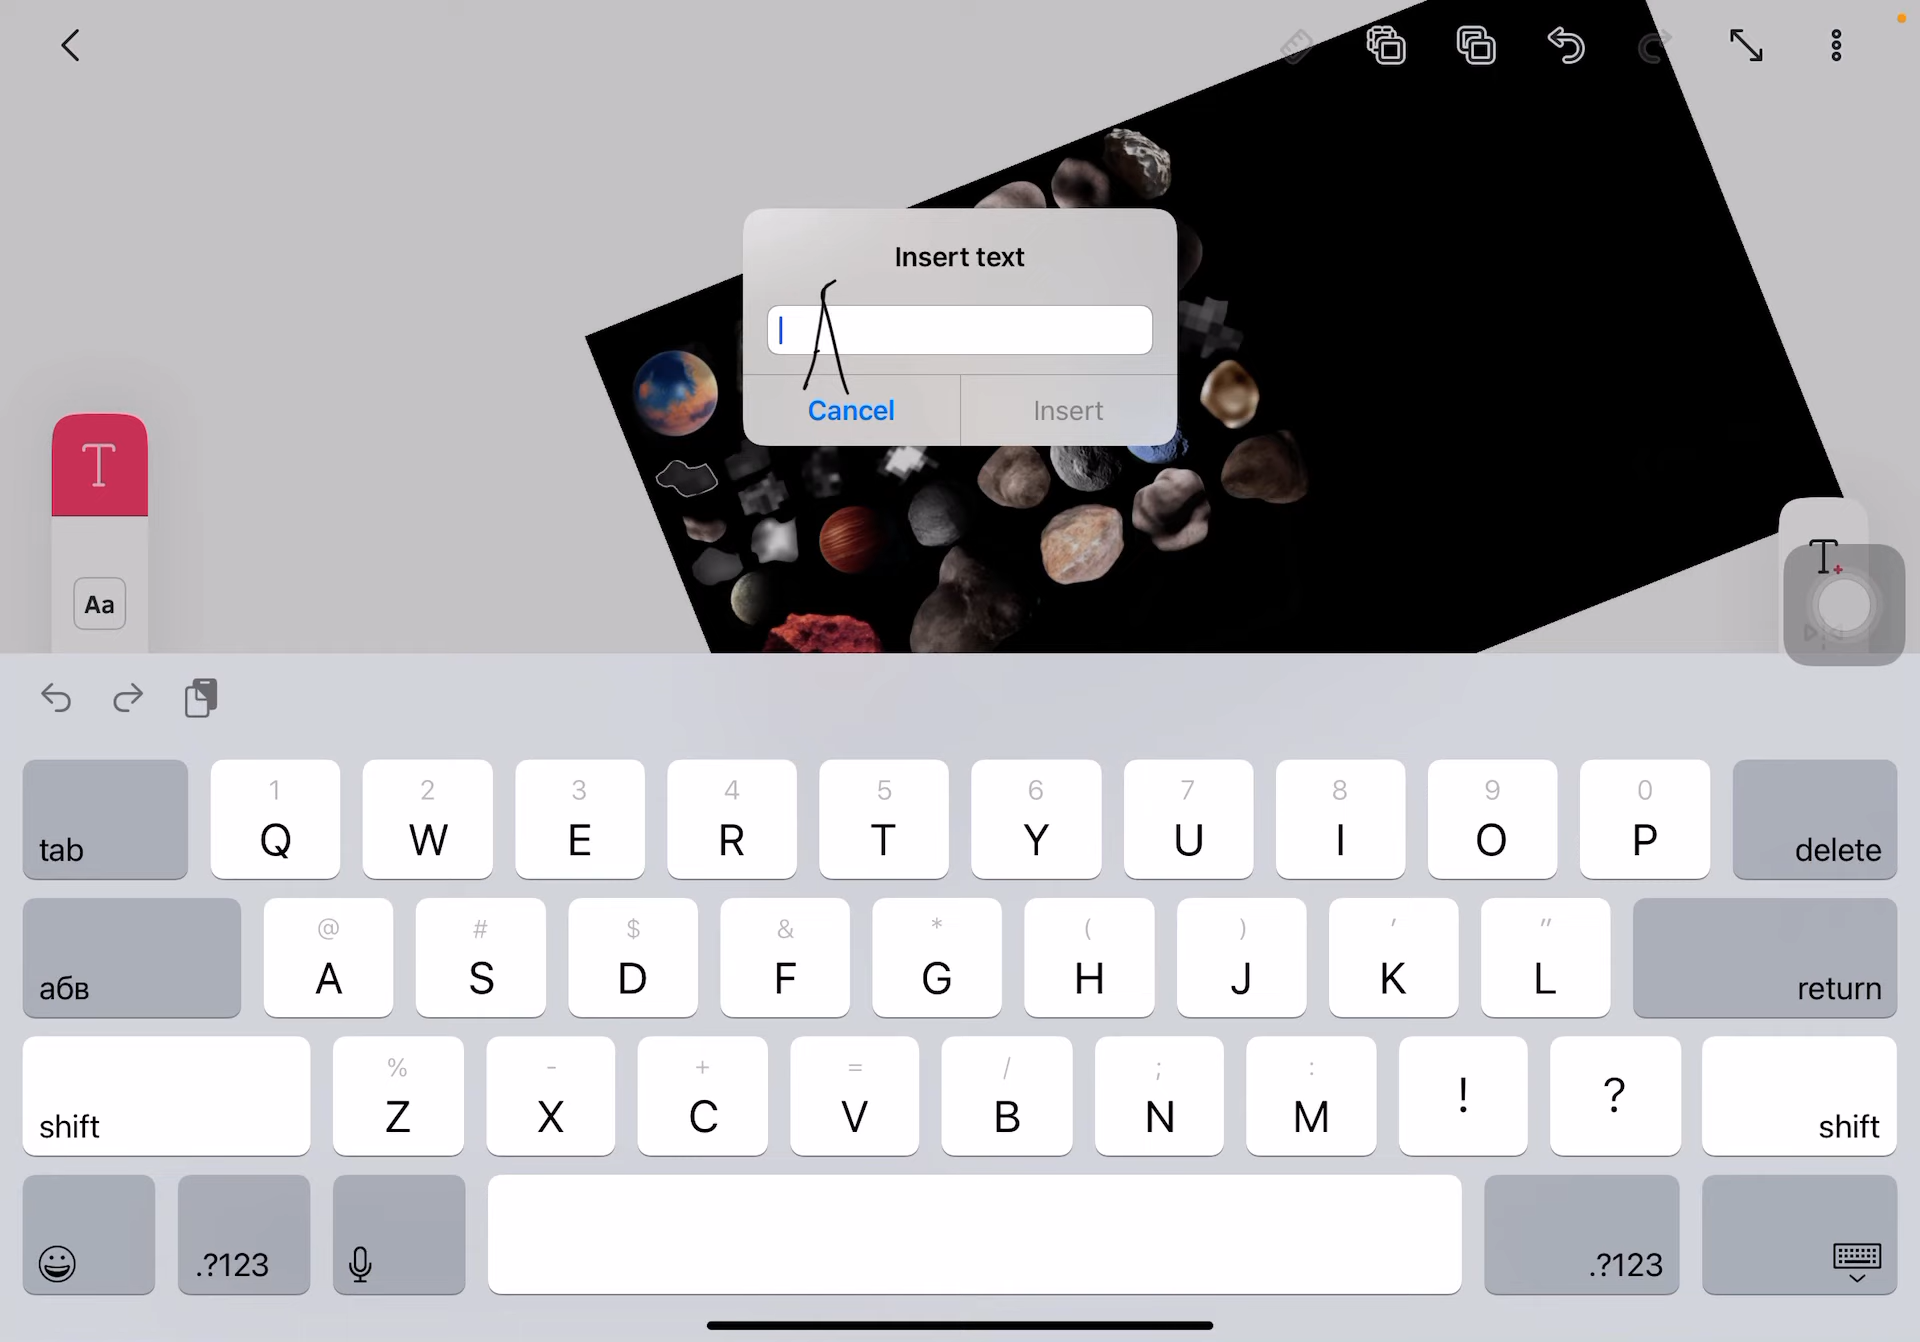 Insert text
A
Cancel Insert
T
Aa
T+
tab 1 Q 2 W 3 E 4 R 5 T 6 Y 7 U 8 I 9 O 0 P delete
абв @ A # S $ D & F * G ( H ) J ' K " L return
shift % Z - X + C = V / B ; N : M ! ? shift
.?123 .?123